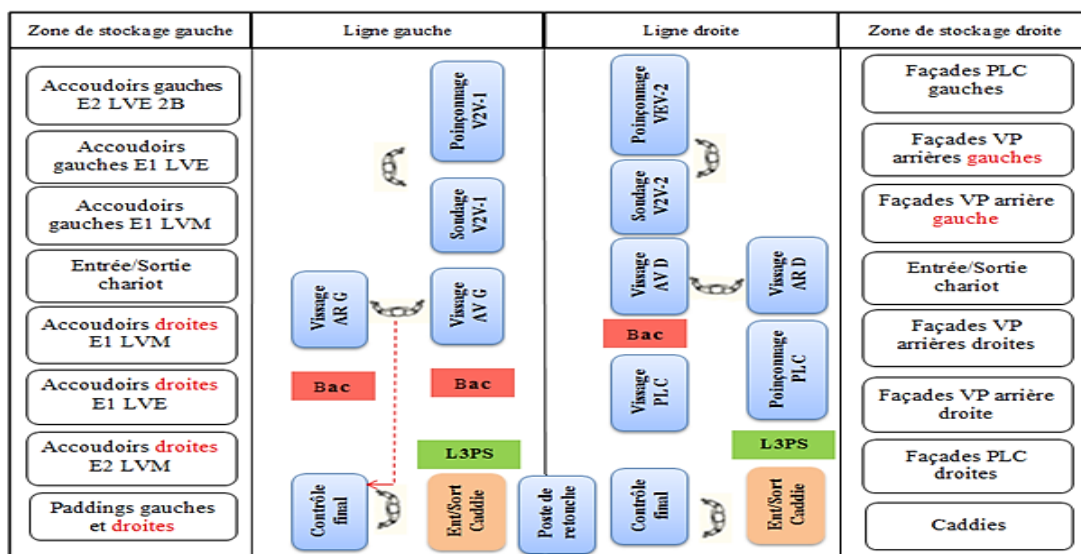 Zone de stockage gauche
Ligne gauche
Ligne droite
Zone de stockage droite
Accoudoirs gauches
E2 LVE 2B
Accoudoirs
gauches E1 LVE
Accoudoirs
gauches E1 LVM
Entrée/Sortie
chariot
Accoudoirs droites
E1 LVM
Accoudoirs droites
E1 LVE
Accoudoirs droites
E2 LVM
Paddings gauches
et droites
Poinçonnage
V2V-1
Soudage
V2V-1
Vissage
AR G
Vissage
AV G
Bac
Bac
L3PS
Contrôle
final
Ent/Sort
Caddie
Poste de
retouche
Poinçonnage
VEV-2
Soudage
V2V-2
Vissage
AV D
Vissage
AR D
Bac
Vissage
PLC
Poinçonnage
PLC
L3PS
Contrôle
final
Ent/Sort
Caddie
Façades PLC
gauches
Façades VP
arrières gauches
Façades VP arrière
gauche
Entrée/Sortie
chariot
Façades VP
arrières droites
Façades VP arrière
droite
Façades PLC
droites
Caddies